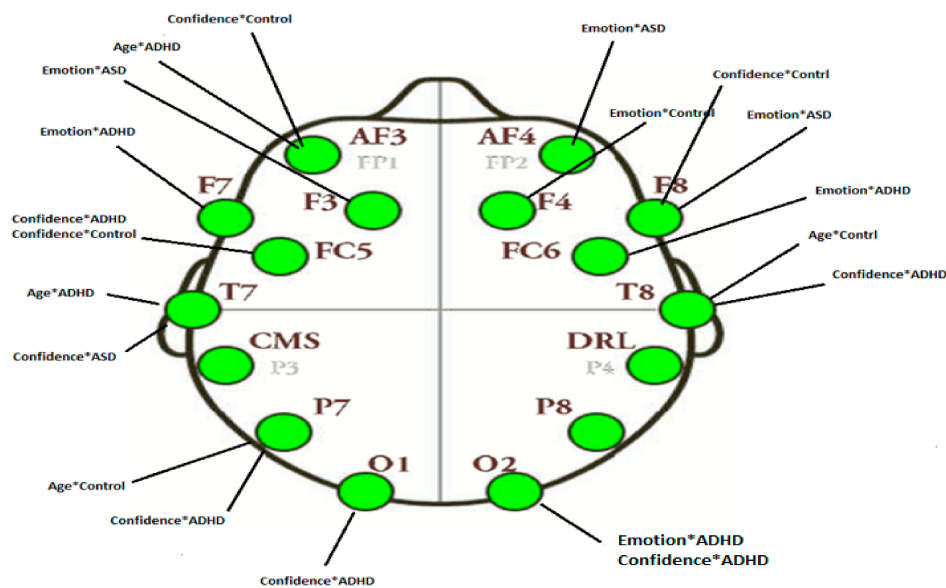 Confidence*Control
Emotion*ASD
Age*ADHD
Emotion*ASD
Confidence*Contrl
Emotion*Control
Emotion*ASD
Emotion*ADHD
AF3
AF4
FP1
FP2
F7
F8
F3
F4
Emotion*ADHD
Confidence*ADHD
Confidence*Control
FC5
FC6
Age*Contrl
Confidence*ADHD
Age*ADHD
T7
T8
Confidence*ASD
CMS
DRL
P3
P4
P7
P8
O1
O2
Age*Control
Confidence*ADHD
Emotion*ADHD
Confidence*ADHD
Confidence*ADHD